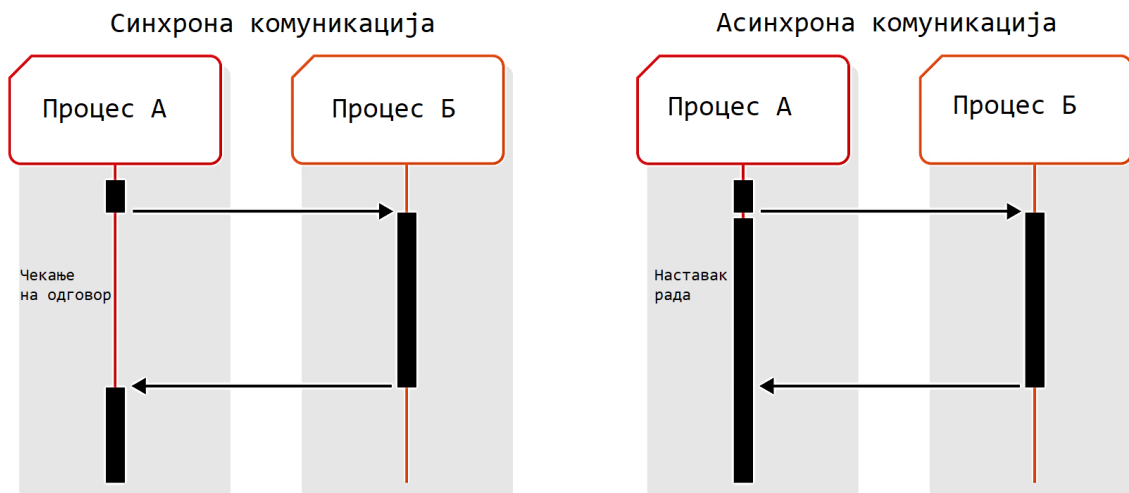 Синхрона комуникација
Процес А
Процес Б
Чекање
на одговор
Асинхрона комуникација
Процес А
Процес Б
Наставак
рада